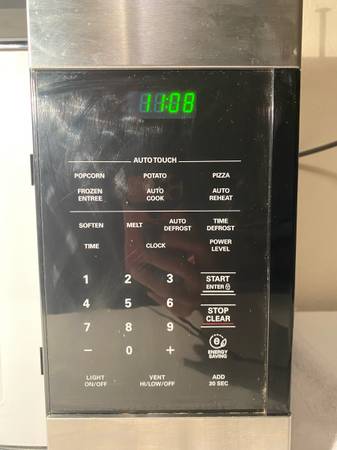 11:08
AUTO TOUCH
POPCORN POTATO PIZZA
FROZEN AUTO AUTO
ENTREE COOK REHEAT
SOFTEN MELT AUTO TIME
DEFROST DEFROST
TIME CLOCK POWER
LEVEL
1 2 3 START
ENTER
4 5 6 STOP
CLEAR
7 8 9
ENERGY
SAVING
− 0 +
LIGHT VENT ADD
ON/OFF HI/LOW/OFF 30 SEC